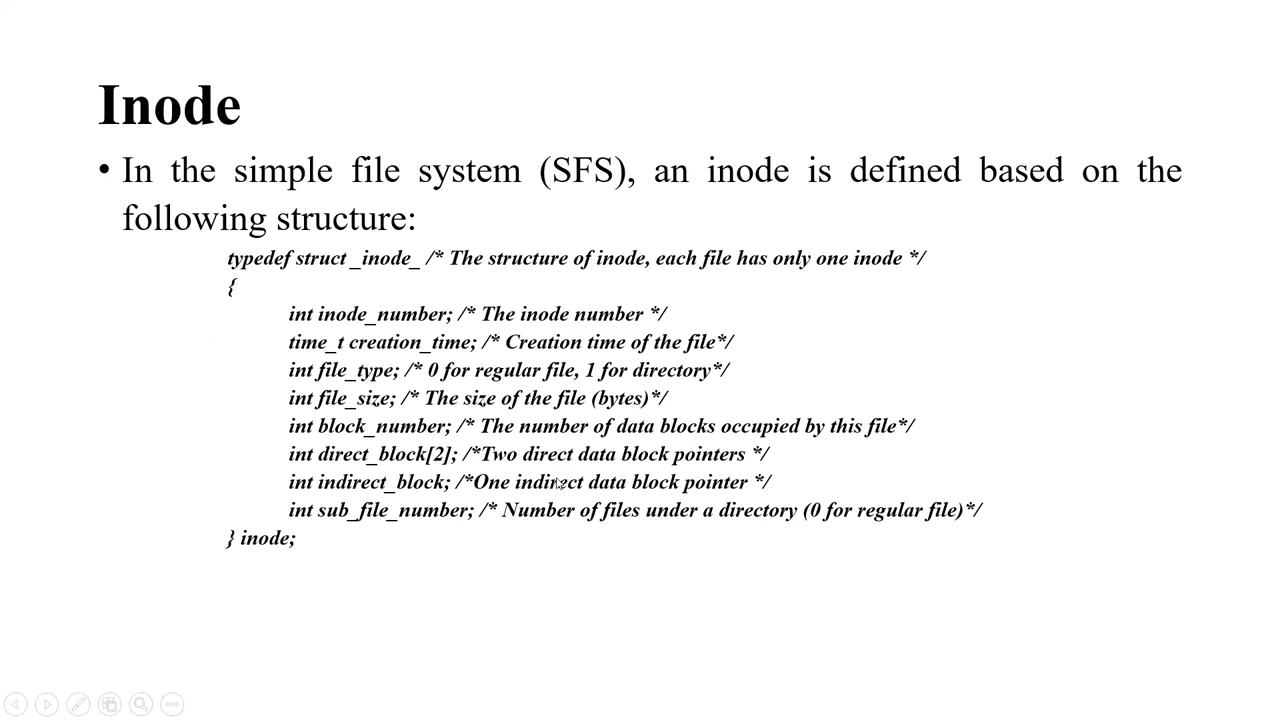 Inode
• In the simple file system (SFS), an inode is defined based on the
following structure:
typedef struct _inode_ /* The structure of inode, each file has only one inode */
{
int inode_number; /* The inode number */
time_t creation_time; /* Creation time of the file*/
int file_type; /* 0 for regular file, 1 for directory*/
int file_size; /* The size of the file (bytes)*/
int block_number; /* The number of data blocks occupied by this file*/
int direct_block[2]; /*Two direct data block pointers */
int indirect_block; /*One indirect data block pointer */
int sub_file_number; /* Number of files under a directory (0 for regular file)*/
} inode;